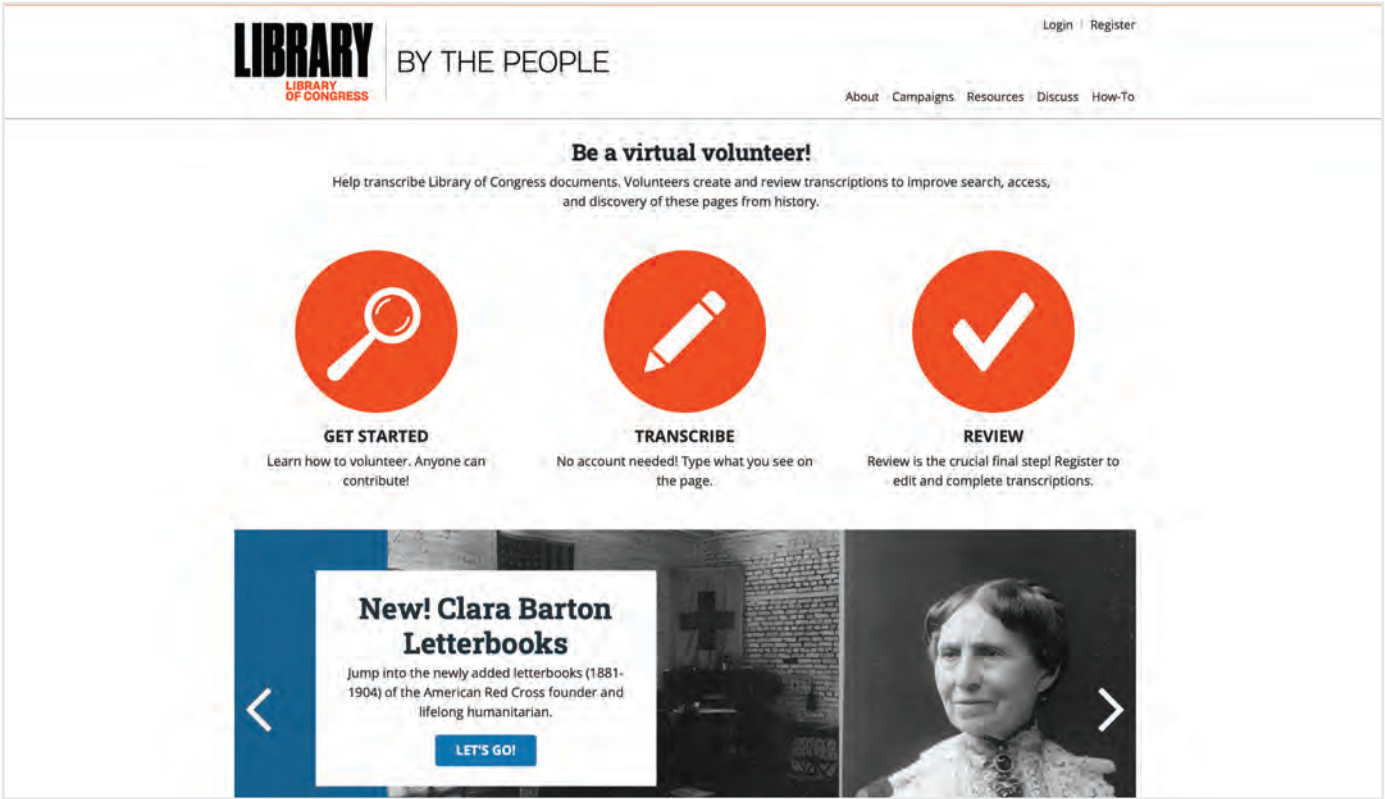 LIBRARY
LIBRARY
OF CONGRESS
BY THE PEOPLE
Login
Register
About
Campaigns
Resources
Discuss
How-To
Be a virtual volunteer!
Help transcribe Library of Congress documents. Volunteers create and review transcriptions to improve search, access,
and discovery of these pages from history.
GET STARTED
Learn how to volunteer. Anyone can
contribute!
TRANSCRIBE
No account needed! Type what you see on
the page.
REVIEW
Review is the crucial final step! Register to
edit and complete transcriptions.
New! Clara Barton
Letterbooks
Jump into the newly added letterbooks (1881-
1904) of the American Red Cross founder and
lifelong humanitarian.
LET'S GO!